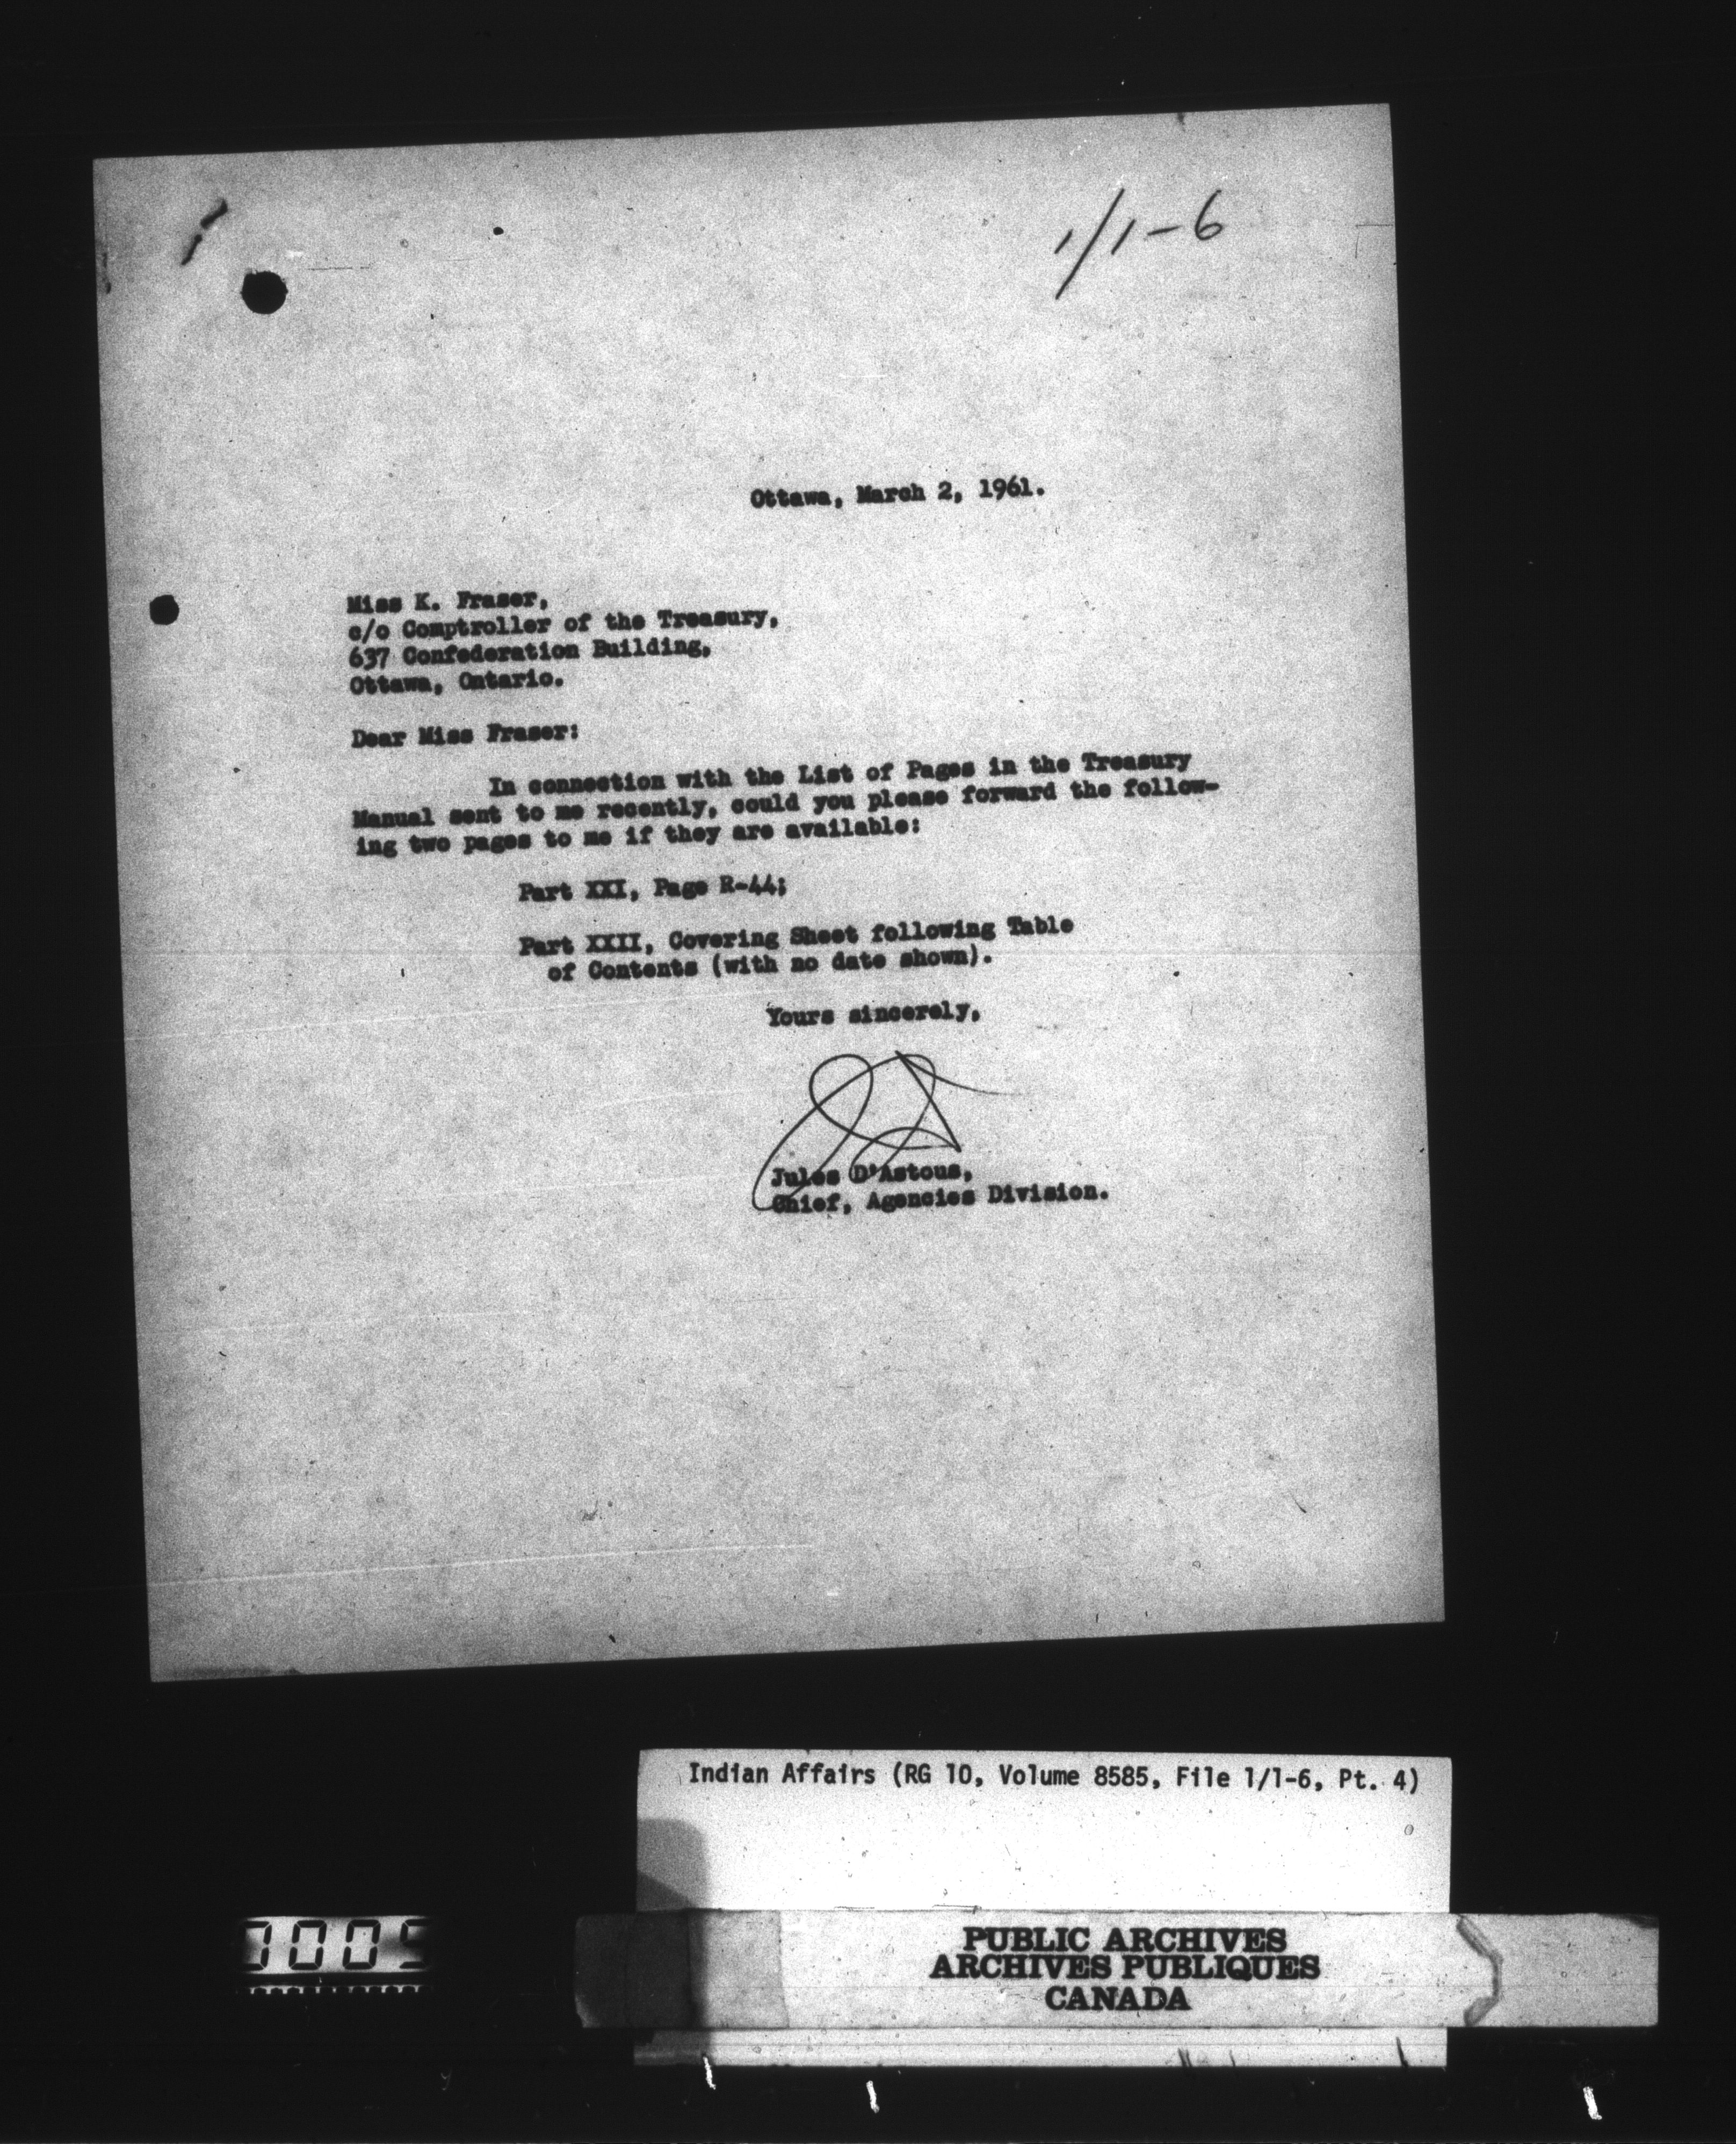 1/1-6
Ottawa, March 2, 1961.
Miss K. Fraser,
c/o Comptroller of the Treasury,
637 Confederation Building,
Ottawa, Ontario.
Dear Miss Fraser:
In connection with the List of Pages in the Treasury
Manual sent to me recently, could you please forward the follow-
ing two pages to me if they are available:
Part XXI, Page R-44;
Part XXII, Covering Sheet following Table
of Contents (with no date shown).
Yours sincerely,
Jules D'Astous,
Chief, Agencies Division.
Indian Affairs (RG 10, Volume 8585, File 1/1-6, Pt. 4)
PUBLIC ARCHIVES
ARCHIVES PUBLIQUES
CANADA